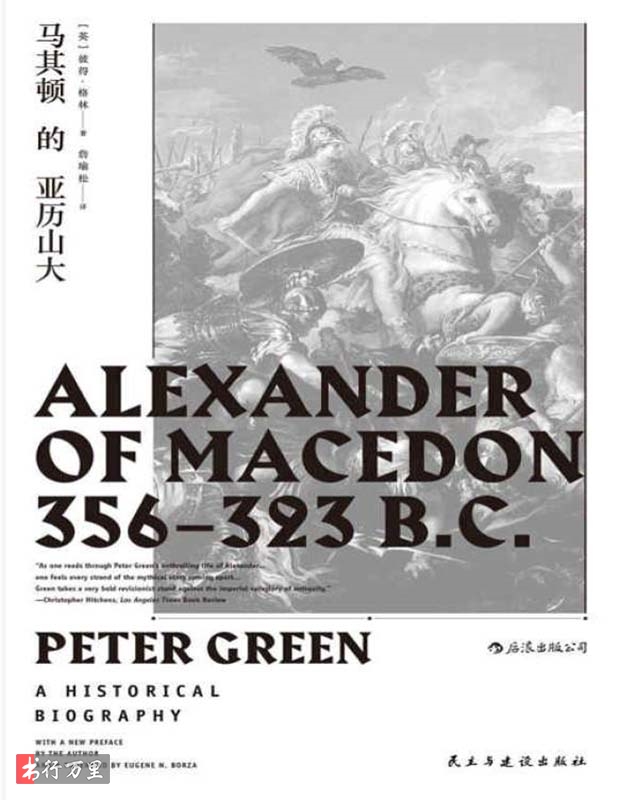 马其顿 的 亚历山大
[英] 彼得·格林——著 詹瑜松——译
ALEXANDER
OF MACEDON
356–323 B.C.
"As one reads through Peter Green's enthralling life of Alexander...
one feels every strand of the mythical story coming apart...
Green takes a very bold revisionist stand against the imperial category of antiquity."
—Christopher Hitchens, Los Angeles Times Book Review
PETER GREEN
后浪出版公司
A HISTORICAL
BIOGRAPHY
WITH A NEW PREFACE
BY THE AUTHOR
BY EUGENE N. BORZA
书行万里
民主与建设出版社